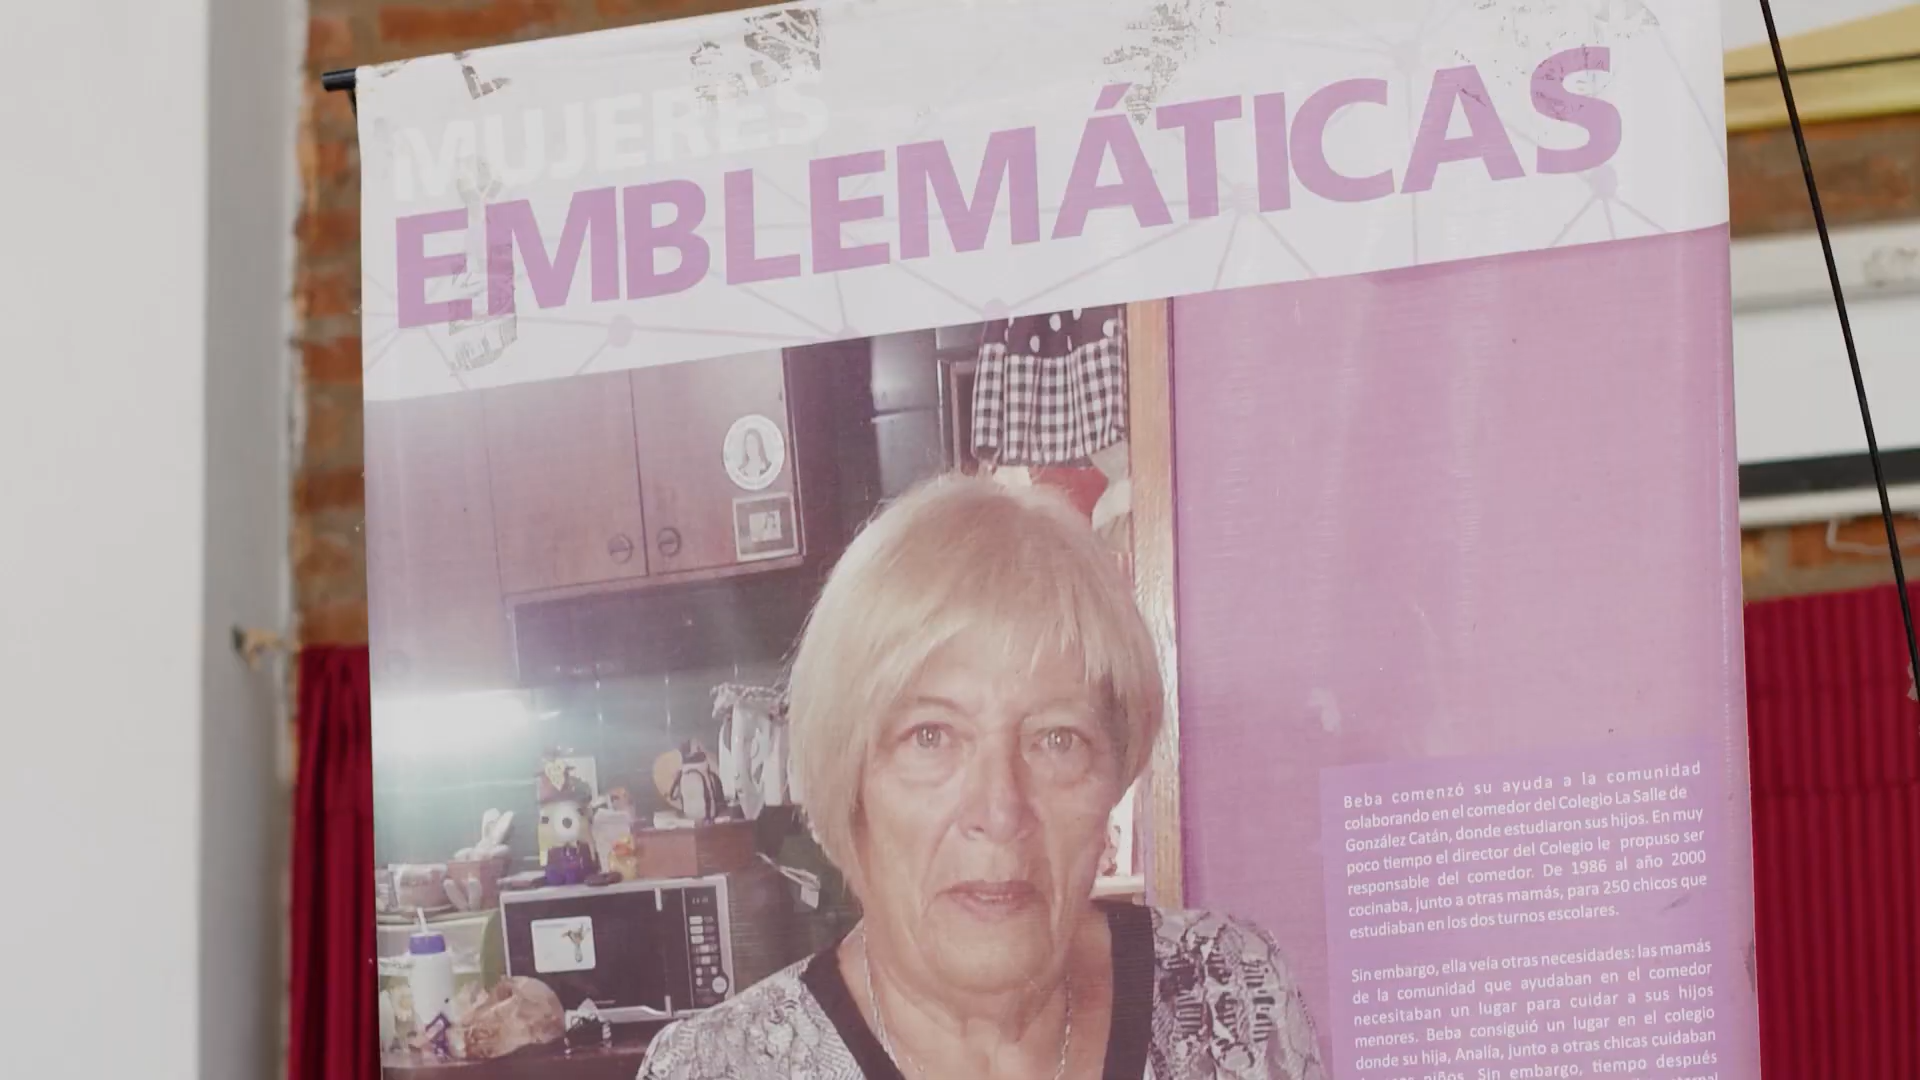 MUJERES
EMBLEMÁTICAS
Beba comenzó su ayuda a la comunidad
colaborando en el comedor del Colegio La Salle de
González Catán, donde estudiaron sus hijos. En muy
poco tiempo el director del Colegio le propuso ser
responsable del comedor. De 1986 al año 2000
cocinaba, junto a otras mamás, para 250 chicos que
estudiaban en los dos turnos escolares.
Sin embargo, ella veía otras necesidades: las mamás
de la comunidad que ayudaban en el comedor
necesitaban un lugar para cuidar a sus hijos
menores. Beba consiguió un lugar en el colegio
donde su hija, Analía, junto a otras chicas cuidaban
niños. Sin embargo, tiempo después